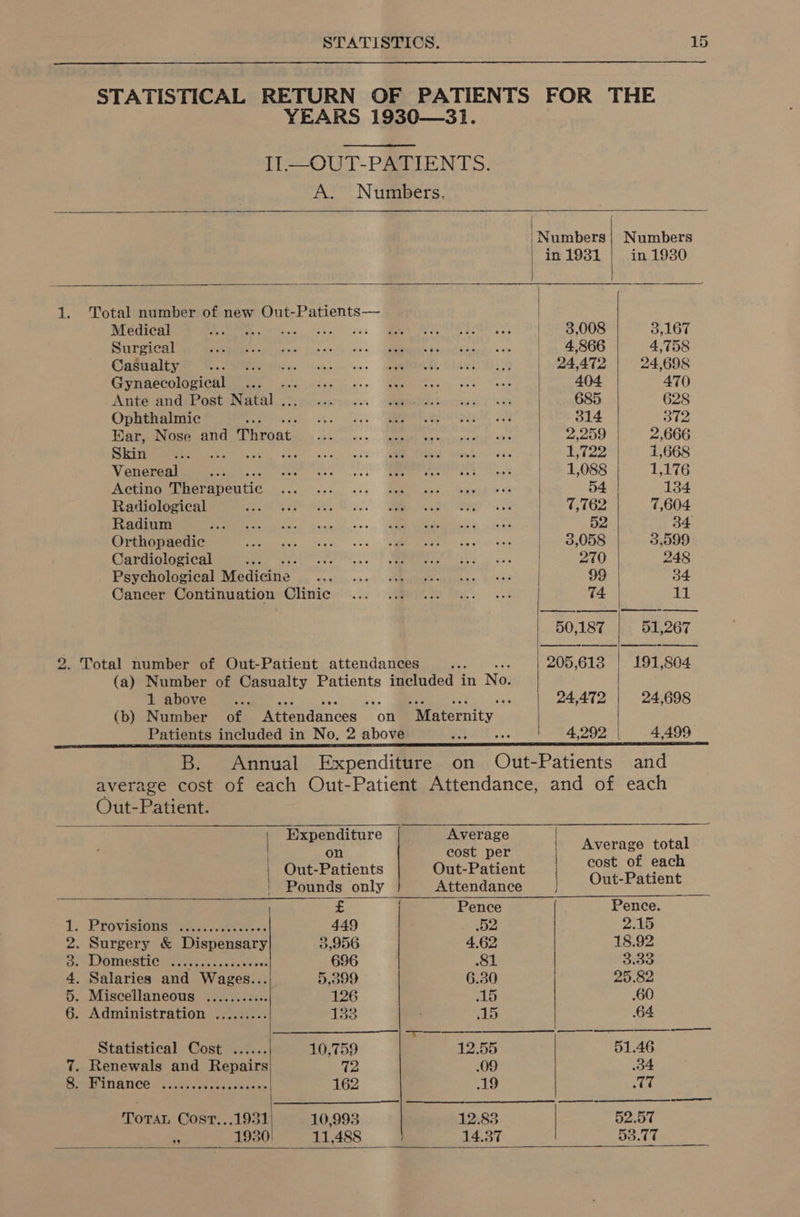 STATISTICS. 15
STATISTICAL RETURN OF PATIENTS FOR THE
YEARS 1930—31.
II.—OUT-PATIENTS.
A. Numbers.
Numbers in 1931 Numbers in 1930
1. Total number of new Out-Patients—
Medical ... 3,008 3,167
Surgical ... 4,866 4,758
Casualty ... 24,472 24,698
Gynaecological ... 404 470
Ante and Post Natal ... 685 628
Ophthalmic ... 314 372
Ear, Nose and Throat ... 2,259 2,666
Skin ... 1,722 1,668
Venereal ... 1,088 1,176
Actino Therapeutic ... 54 134
Radiological ... 7,762 7,604
Radium ... 52 34
Orthopaedic ... 3,058 3,599
Cardiological ... 270 248
Psychological Medicine ... 99 34
Cancer Continuation Clinic ... 74 11
50,187 51,267
2. Total number of Out-Patient attendances ... 205,613 191,804
(a) Number of Casualty Patients included in No.
1 above ... 24,472 24,698
(b) Number of Attendances on Maternity
Patients included in No. 2 above ... 4,292 4,499
B. Annual Expenditure on Out-Patients and
average cost of each Out-Patient Attendance, and of each
Out-Patient.
Expenditure on Out-Patients Pounds only Average cost per Out-Patient Attendance Average total cost of each Out-Patient
£ Pence Pence.
1. Provisions ... 449 .52 2.15
2. Surgery & Dispensary 3,956 4.62 18.92
3. Domestic ... 696 .81 3.33
4. Salaries and Wages... 5,399 6.30 25.82
5. Miscellaneous ... 126 .15 .60
6. Administration ... 133 .15 .64
Statistical Cost ... 10,759 12.55 51.46
7. Renewals and Repairs 72 .09 .34
8. Finance ... 162 .19 .77
TOTAL COST...1931 10,993 12.83 52.57
" 1930 11,488 14.37 53.77